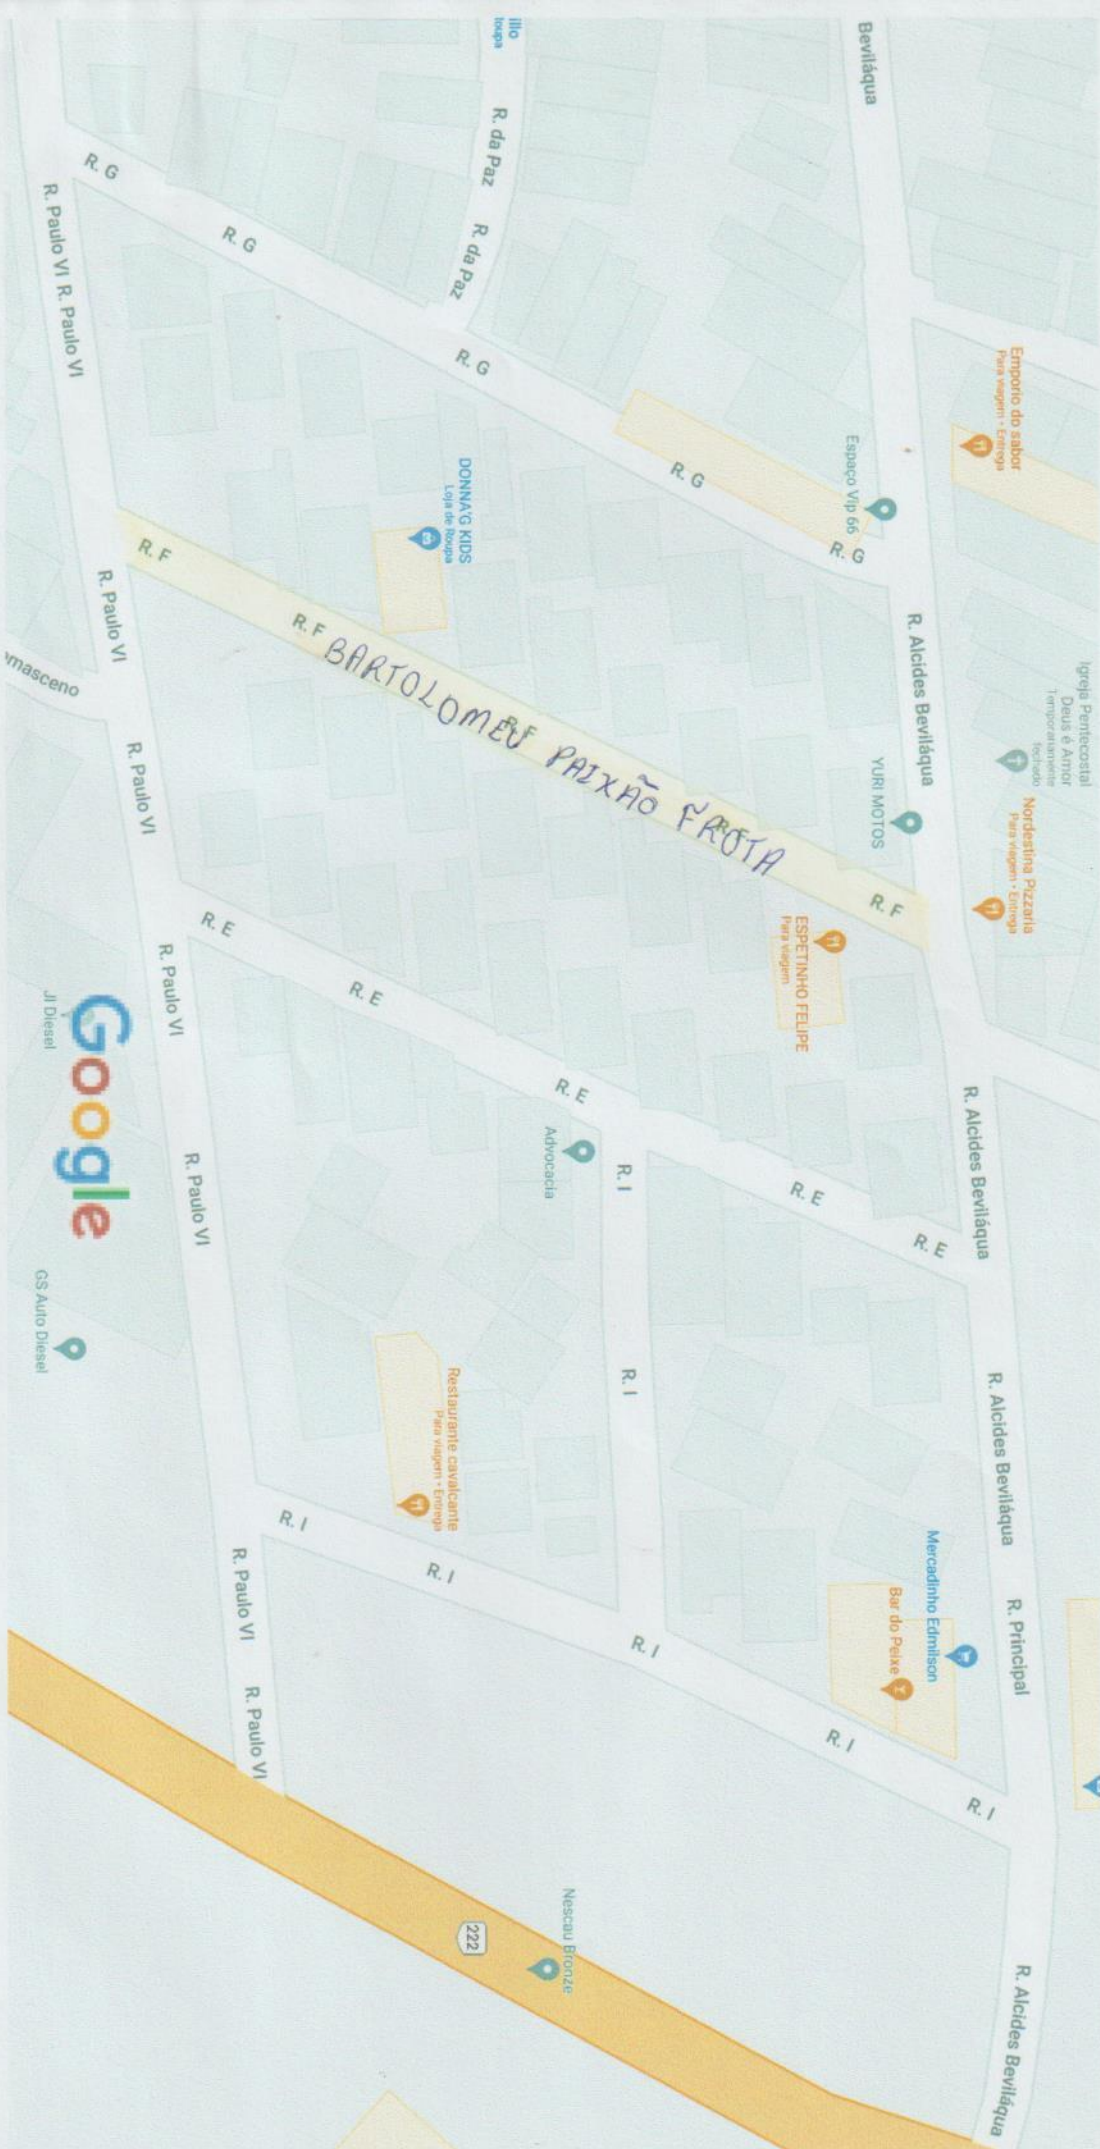 illo
loupa
R. da Paz
R. da Paz
Beviláqua
R. G
R. G
R. G
R. G
R. G
R. Paulo VI
R. Paulo VI
Emporio do sabor
Para viagem • Entrega
Espaço Vip 66
DONNA'G KIDS
Loja de Roupa
R. F
R. F
R. F
R. F
R. F
BARTOLOMEU PAIXÃO FROTA
R. Alcides Beviláqua
Igreja Pentecostal
Deus é Amor
Temporariamente
fechado
YURI MOTOS
Nordestina Pizzaria
Para viagem • Entrega
ESPETINHO FELIPE
Para viagem
R. Paulo VI
omasceno
R. Paulo VI
R. E
R. E
R. E
R. E
R. E
R. Paulo VI
JI Diesel
Google
Advocacia
R. I
R. Alcides Beviláqua
R. Paulo VI
GS Auto Diesel
R. I
Restaurante cavalcante
Para viagem • Entrega
R. Alcides Beviláqua
R. I
R. I
R. I
R. I
R. I
Mercadinho Edmilson
Bar do Peixe
R. Principal
R. Paulo VI
R. Paulo VI
222
Nescau Bronze
R. Alcides Beviláqua